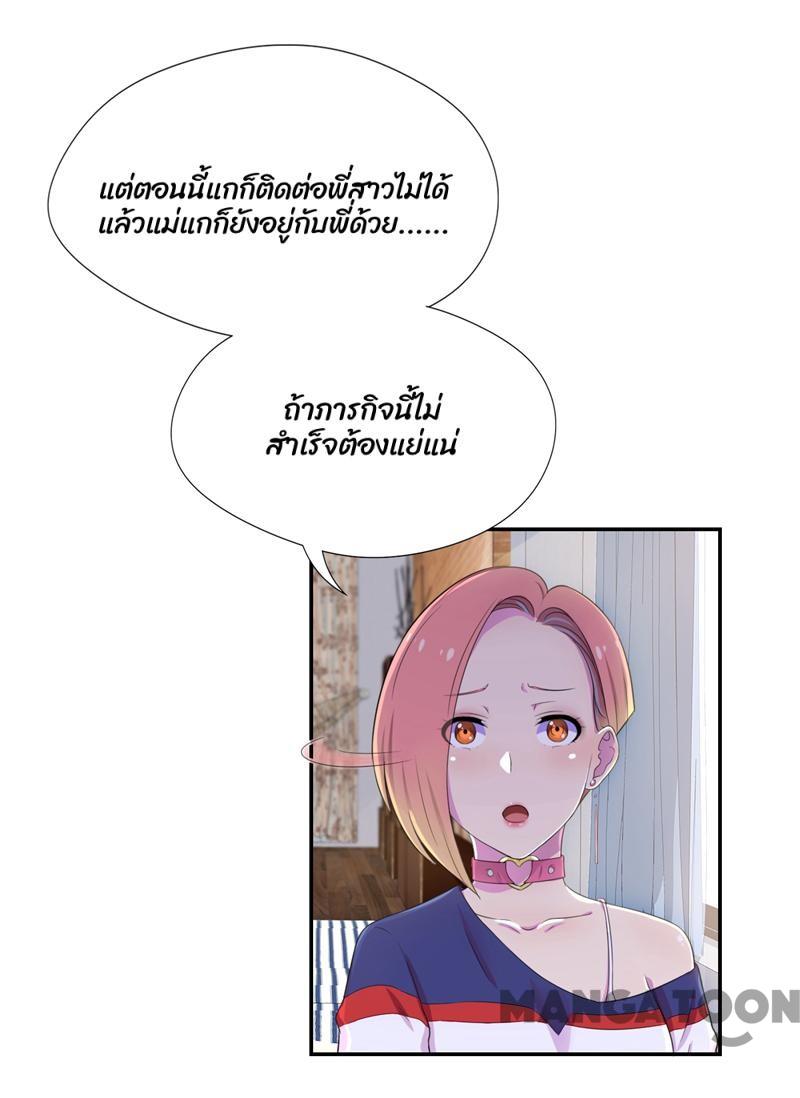 แต่ตอนนี้แกก็ติดต่อพี่สาวไม่ได้
แล้วแม่แกก็ยังอยู่กับพี่ด้วย......
ถ้าภารกิจนี้ไม่
สำเร็จต้องแย่แน่
MANGATOON